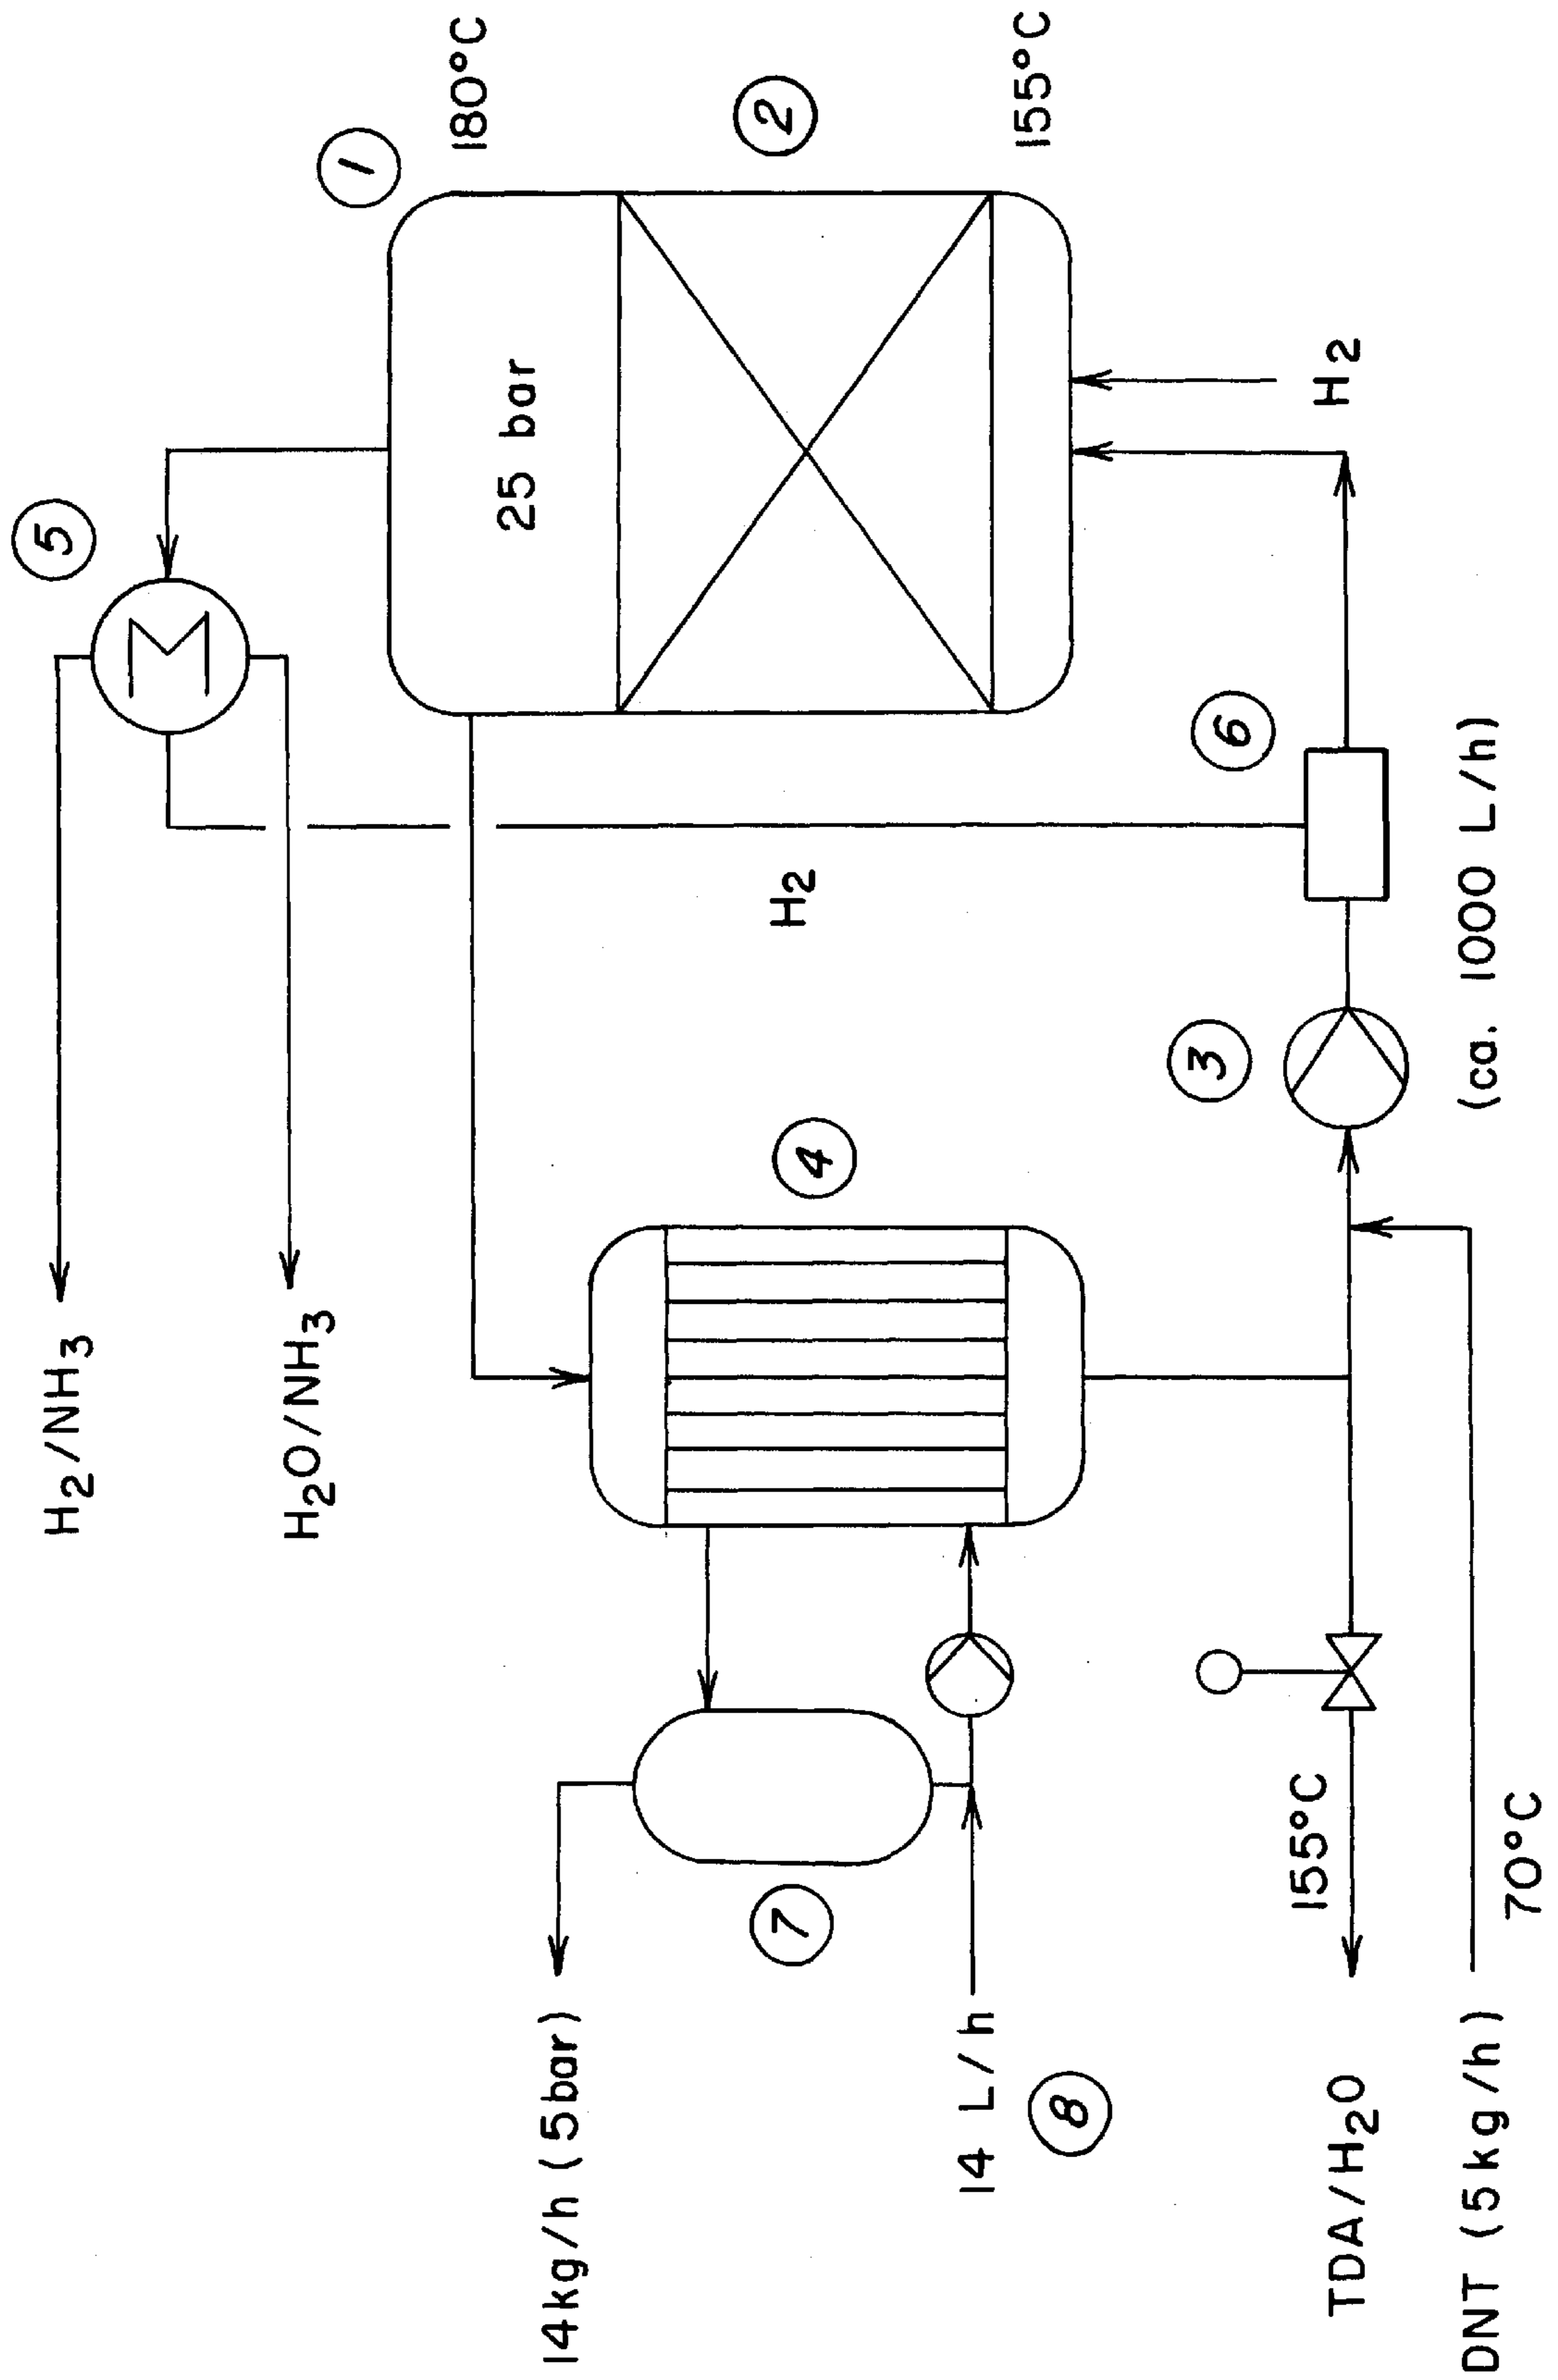 H2/NH3
H2O/NH3
5
1
180°C
25 bar
2
155°C
H2
H2
14kg/h (5bar)
7
4
14 L/h
8
3
6
(ca. 1000 L/h)
155°C
TDA/H2O
DNT (5kg/h)
70°C